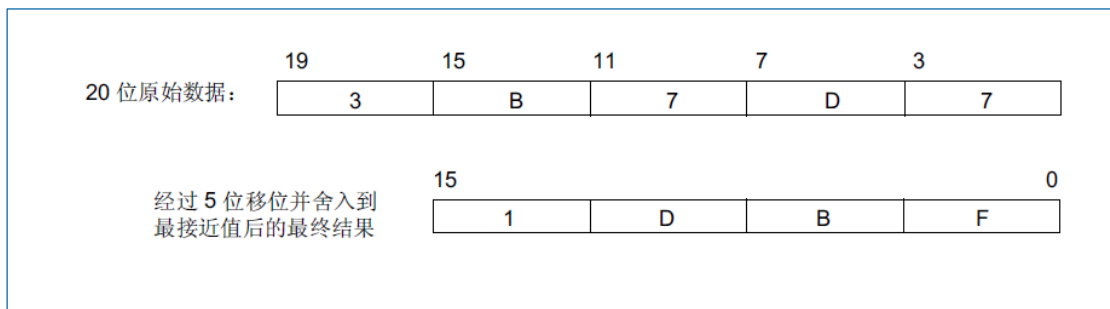 19 15 11 7 3
20 位原始数据： 3 B 7 D 7
15 0
经过 5 位移位并舍入到
最接近值后的最终结果
1 D B F